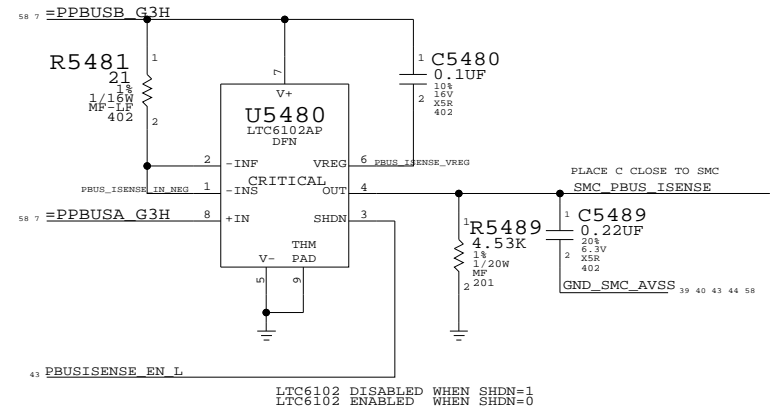 58 7 =PPBUSB_G3H
R5481
21
1%
1/16W
MF-LF
402
1
2
7
V+
U5480
LTC6102AP
DFN
1 C5480
0.1UF
10%
16V
2 X5R
402
2 -INF
VREG 6 PBUS_ISENSE_VREG
PBUS_ISENSE_IN_NEG 1 -INS
CRITICAL
OUT 4
PLACE C CLOSE TO SMC
SMC_PBUS_ISENSE
58 7 =PPBUSA_G3H 8 +IN
SHDN 3
THM
V- PAD
5 9
1 R5489
4.53K
1%
1/20W
MF
2 201
1 C5489
0.22UF
20%
6.3V
2 X5R
402
GND_SMC_AVSS 39 40 43 44 58
43 PBUSISENSE_EN_L
LTC6102 DISABLED WHEN SHDN=1
LTC6102 ENABLED WHEN SHDN=0